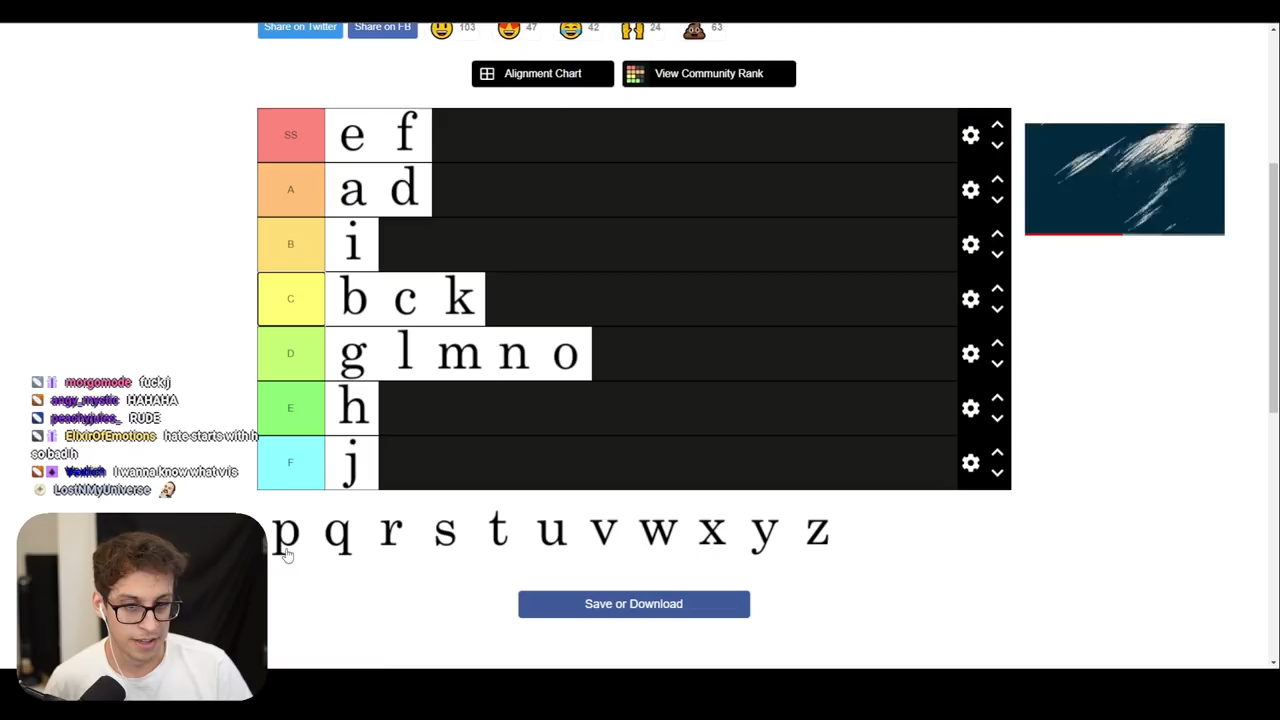 Share on Twitter Share on FB 103 47 42 24 63
Alignment Chart View Community Rank
SS e f
A a d
B i
C b c k
D g l m n o
E h
F j
p q r s t u v w x y z
Save or Download
morgomode fuck j
angy_mystic HAHAHA
peachyjules_ RUDE
ElixirOfEmotions hate starts with h
so bad h
I wanna know what v is
LostNMyUniverse